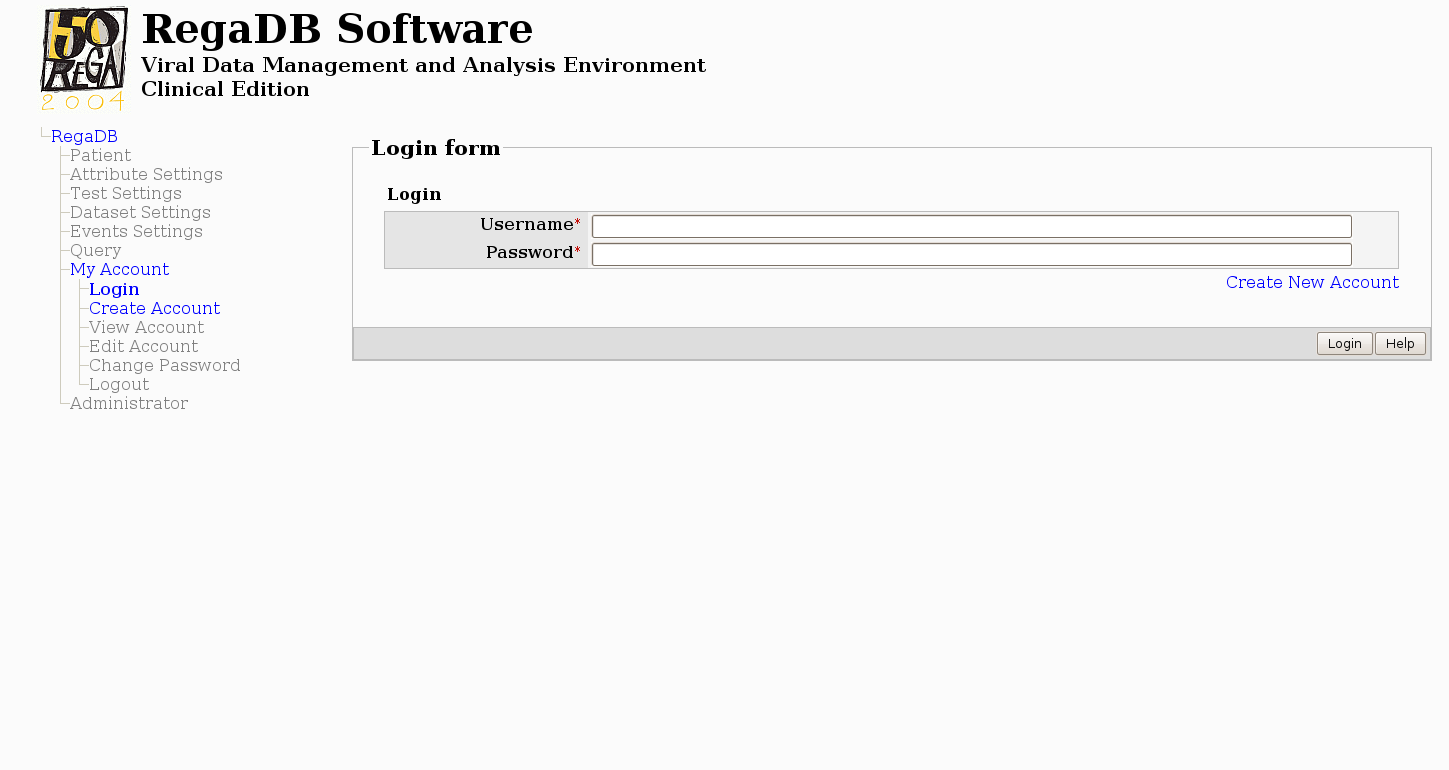 50
REGA
2004
RegaDB Software
Viral Data Management and Analysis Environment
Clinical Edition
RegaDB
Patient
Attribute Settings
Test Settings
Dataset Settings
Events Settings
Query
My Account
Login
Create Account
View Account
Edit Account
Change Password
Logout
Administrator
Login form
Login
Username*
Password*
Create New Account
Login Help